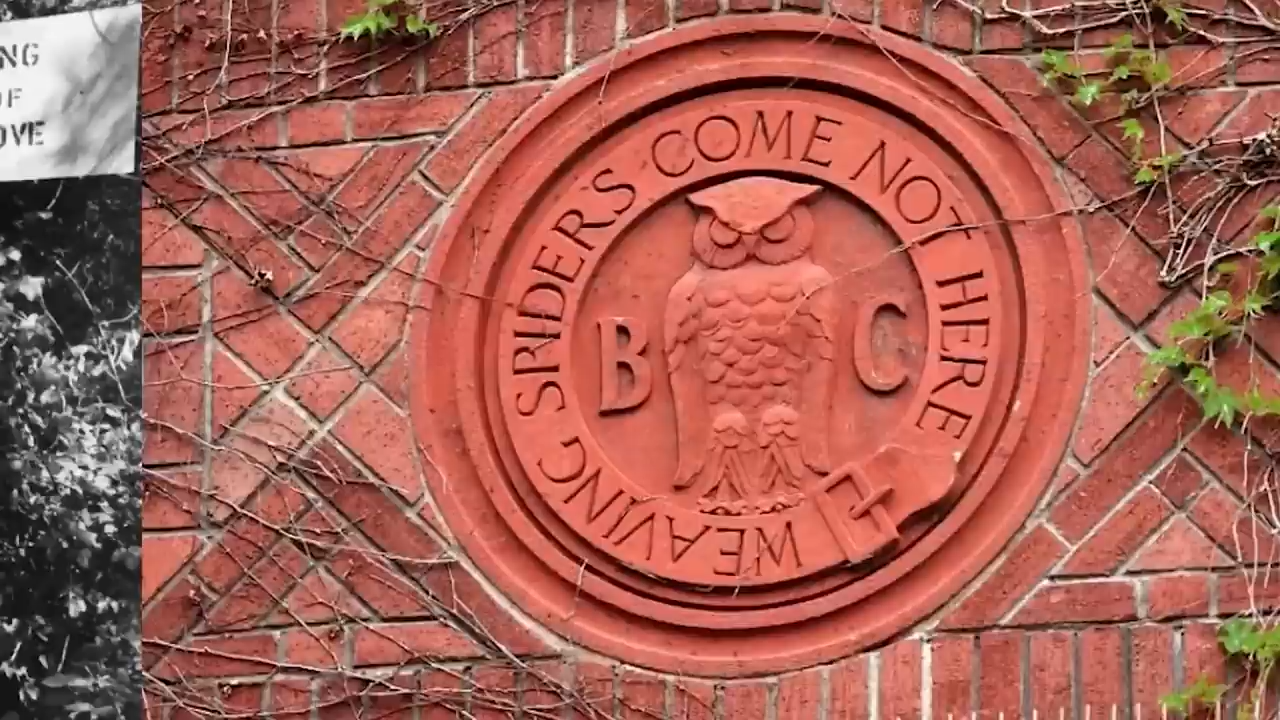 NG
OF
OVE
WEAVING SPIDERS COME NOT HERE
B C